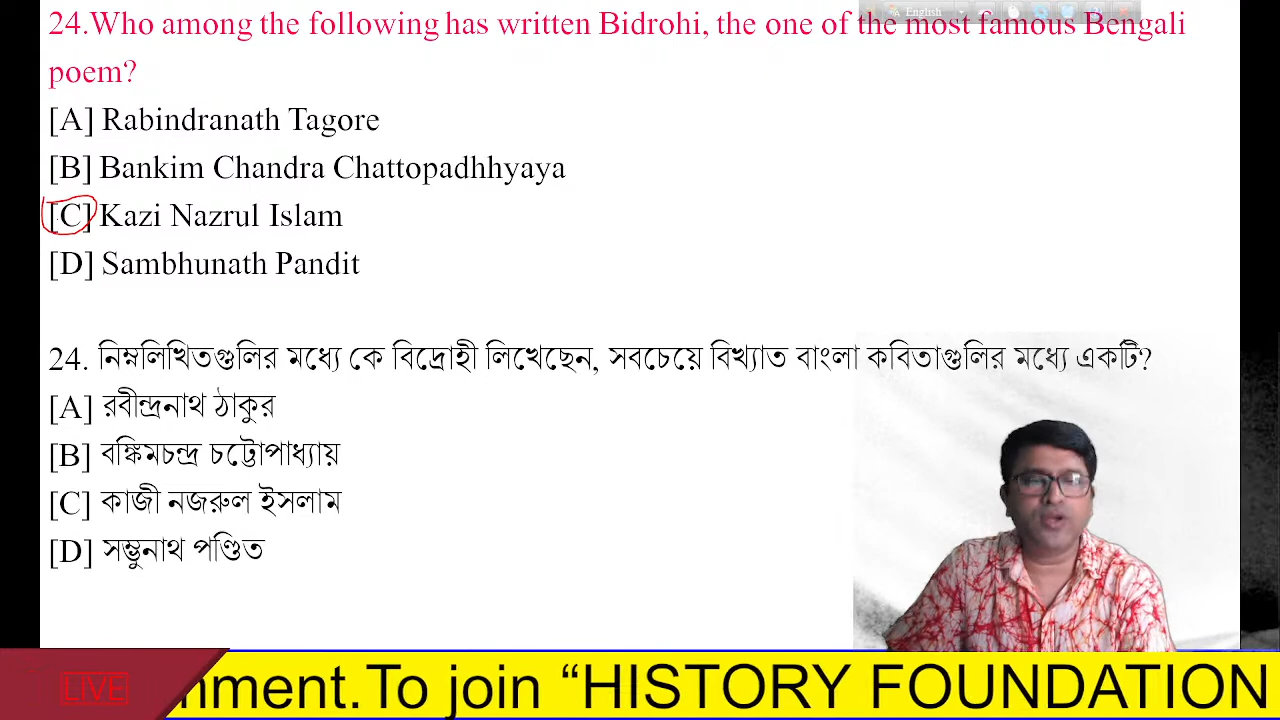 English
24.Who among the following has written Bidrohi, the one of the most famous Bengali
poem?
[A] Rabindranath Tagore
[B] Bankim Chandra Chattopadhhyaya
[C] Kazi Nazrul Islam
[D] Sambhunath Pandit
24. নিম্নলিখিতগুলির মধ্যে কে বিদ্রোহী লিখেছেন, সবচেয়ে বিখ্যাত বাংলা কবিতাগুলির মধ্যে একটি?
[A] রবীন্দ্রনাথ ঠাকুর
[B] বঙ্কিমচন্দ্র চট্টোপাধ্যায়
[C] কাজী নজরুল ইসলাম
[D] সম্ভুনাথ পণ্ডিত
LIVE nment.To join “HISTORY FOUNDATION